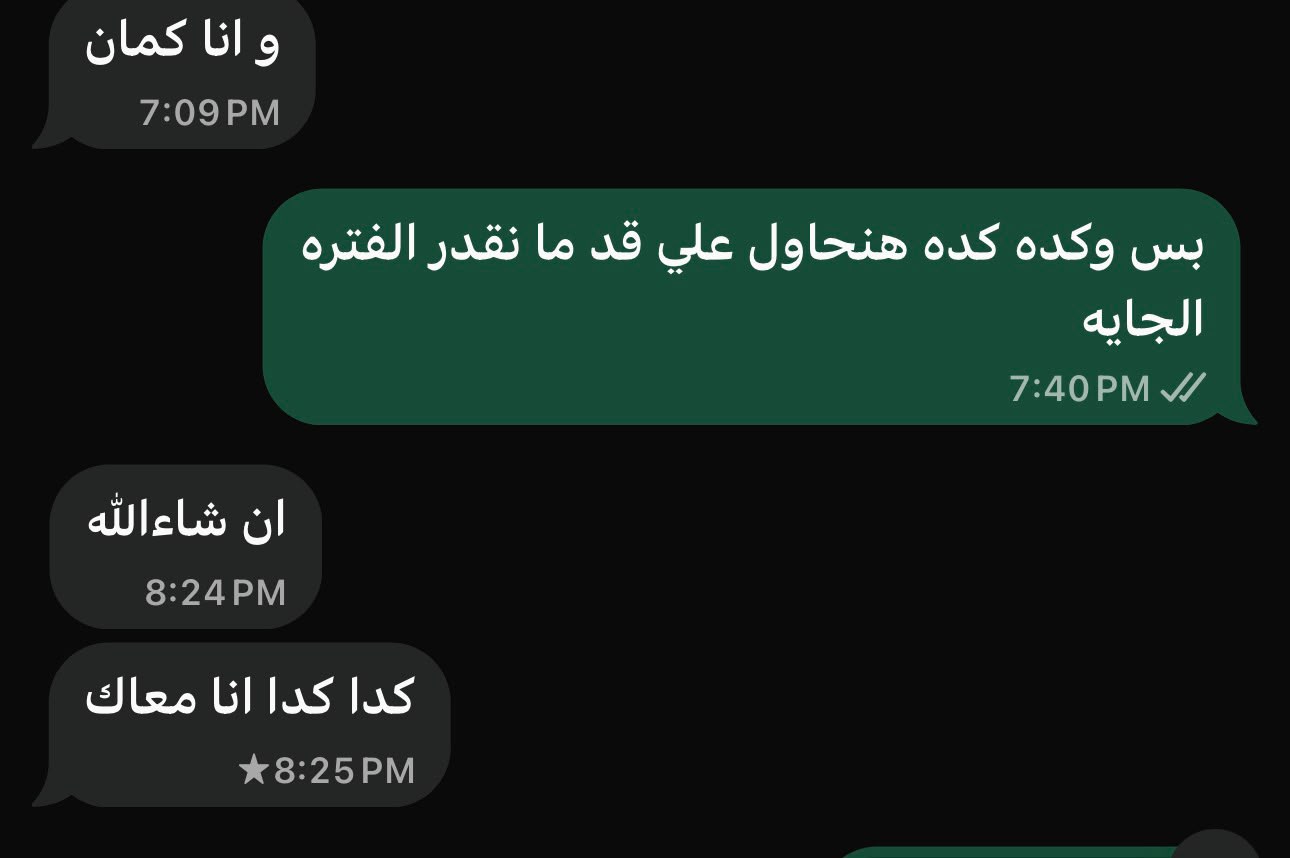 و انا كمان
7:09 PM
بس وكده كده هنحاول علي قد ما نقدر الفتره
الجايه
7:40 PM
ان شاءالله
8:24 PM
كدا كدا انا معاك
8:25 PM